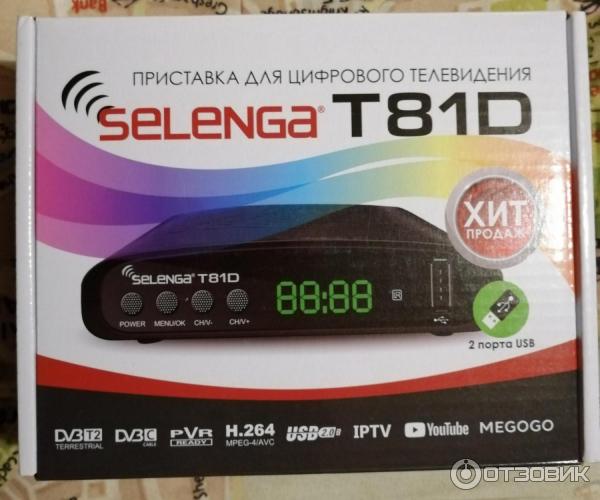 ПРИСТАВКА ДЛЯ ЦИФРОВОГО ТЕЛЕВИДЕНИЯ
SELENGA® T81D
ХИТ
ПРОДАЖ
SELENGA® T81D
88:88
IR
POWER MENU/OK CH/V- CH/V+
2 порта USB
DVB T2
TERRESTRIAL
DVB C
CABLE
PVR
READY
H.264
MPEG-4/AVC
USB 2.0
IPTV
YouTube
MEGOGO
ОТЗОВИК